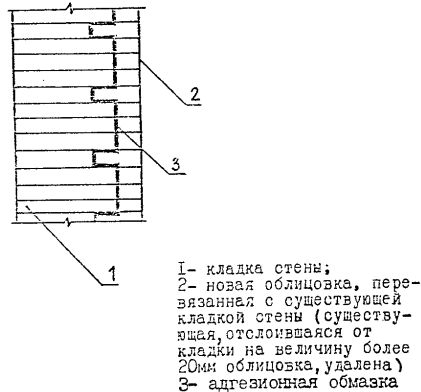 2
3
1
I- кладка стены;
2- новая облицовка, пере-
вязанная с существующей
кладкой стены (существу-
ющая, отслоившаяся от
кладки на величину более
20мм облицовка, удалена)
3- адгезионная обмазка